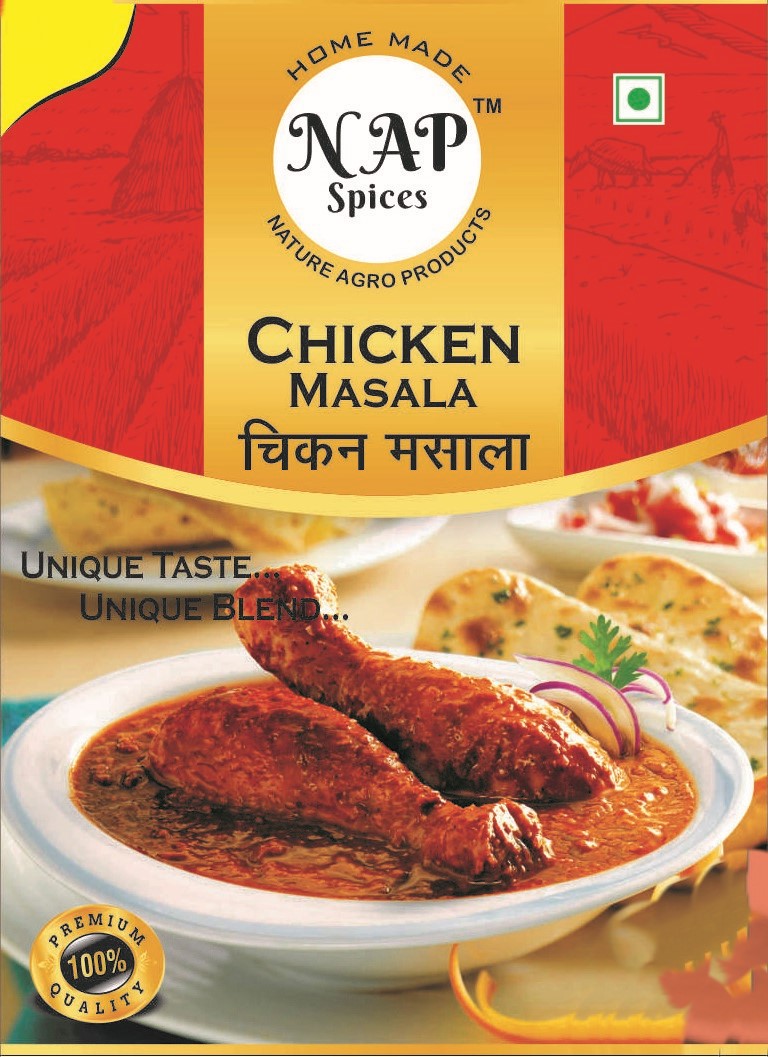 HOME MADE
NAP TM
Spices
NATURE AGRO PRODUCTS
CHICKEN
MASALA
चिकन मसाला
UNIQUE TASTE...
UNIQUE BLEND...
PREMIUM
100%
QUALITY